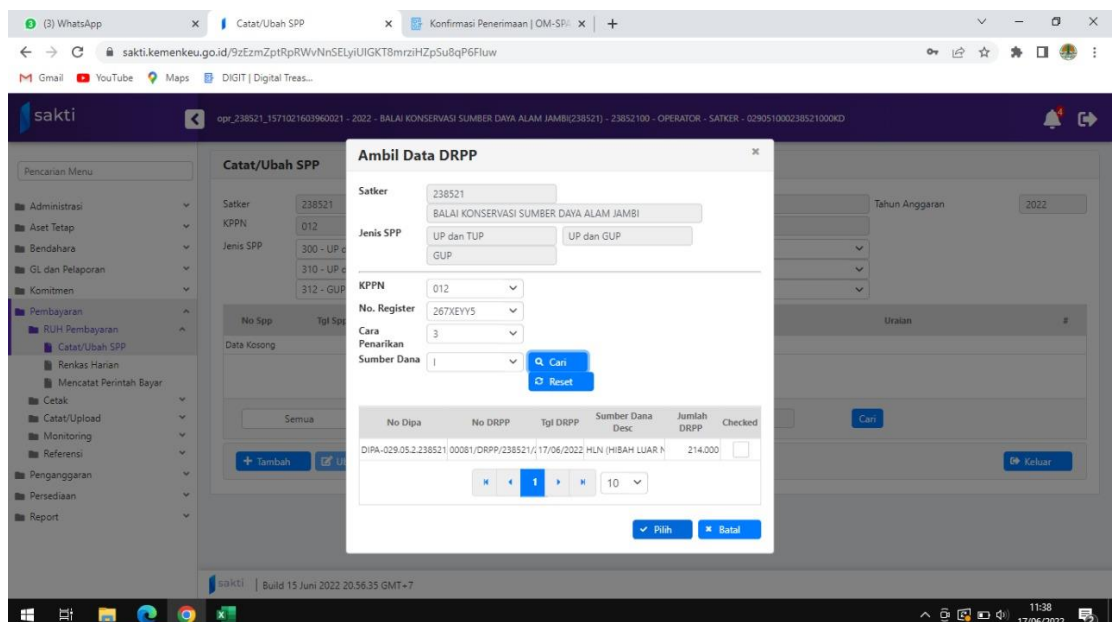 (3) WhatsApp
Catat/Ubah SPP
Konfirmasi Penerimaan | OM-SPA
sakti.kemenkeu.go.id/9zEzmZptRpRWvNnSELyiUIGKT8mrziHZpSu8qP6FIuw
Gmail YouTube Maps DIGIT | Digital Treas...
sakti
opr_238521_1571021603960021 - 2022 - BALAI KONSERVASI SUMBER DAYA ALAM JAMBI(238521) - 23852100 - OPERATOR - SATKER - 029051000238521000KD
4
Pencarian Menu
Administrasi
Aset Tetap
Bendahara
GL dan Pelaporan
Komitmen
Pembayaran
RUH Pembayaran
Catat/Ubah SPP
Renkas Harian
Mencatat Perintah Bayar
Cetak
Catat/Upload
Monitoring
Referensi
Penganggaran
Persediaan
Report
Catat/Ubah SPP
Satker 238521
Tahun Anggaran 2022
KPPN 012
Jenis SPP 300 - UP d
310 - UP d
312 - GUP
No Spp Tgl Spp Uraian #
Data Kosong
Semua Cari
+ Tambah Ub Keluar
Ambil Data DRPP
Satker 238521
BALAI KONSERVASI SUMBER DAYA ALAM JAMBI
Jenis SPP UP dan TUP UP dan GUP
GUP
KPPN 012
No. Register 267XEYY5
Cara Penarikan 3
Sumber Dana I
Cari
Reset
No Dipa No DRPP Tgl DRPP Sumber Dana Desc Jumlah DRPP Checked
DIPA-029.05.2.238521 00081/DRPP/238521/2 17/06/2022 HLN (HIBAH LUAR N 214.000
1 10
Pilih Batal
sakti | Build 15 Juni 2022 20.56.35 GMT+7
11:38
17/06/2022